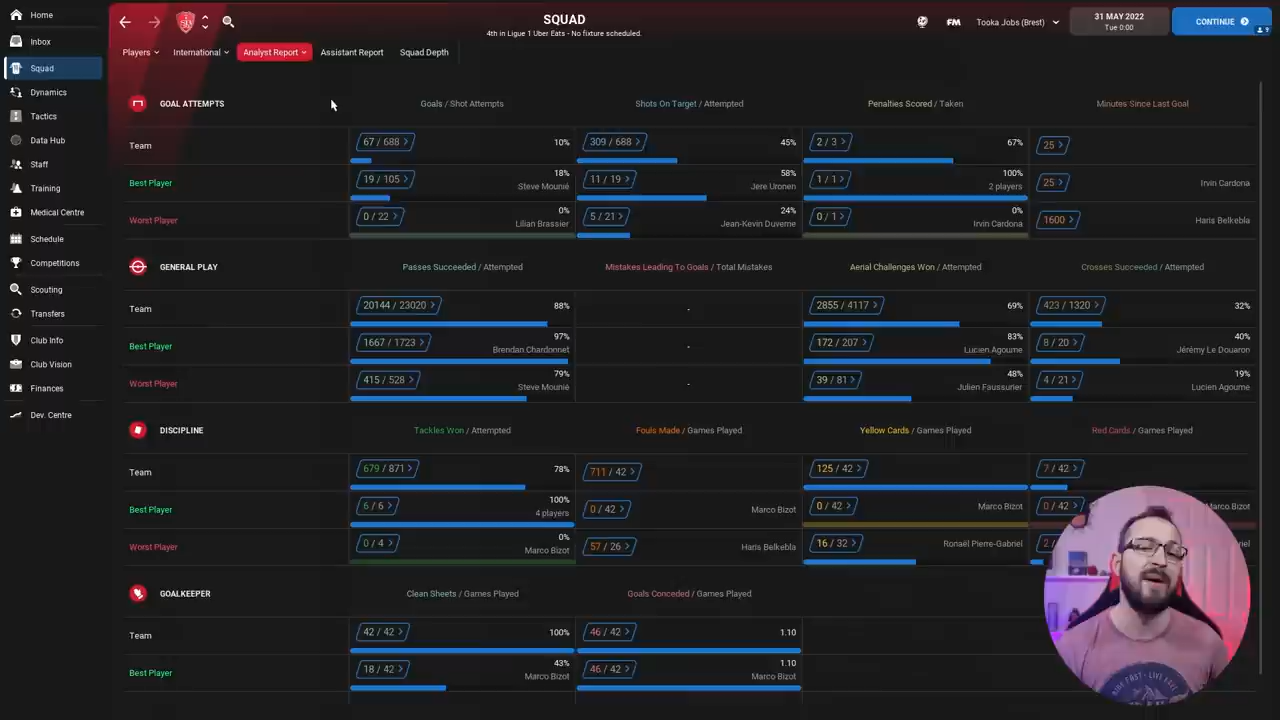 Home
Inbox
Squad
Dynamics
Tactics
Data Hub
Staff
Training
Medical Centre
Schedule
Competitions
Scouting
Transfers
Club Info
Club Vision
Finances
Dev. Centre
SQUAD
4th in Ligue 1 Uber Eats - No fixture scheduled.
FM
Tooka Jobs (Brest)
31 MAY 2022
Tue 0:00
CONTINUE
Players
International
Analyst Report
Assistant Report
Squad Depth
GOAL ATTEMPTS
Goals / Shot Attempts
Shots On Target / Attempted
Penalties Scored / Taken
Minutes Since Last Goal
Team
67 / 688
10%
309 / 688
45%
2 / 3
67%
25
Best Player
19 / 105
18%
Steve Mounié
11 / 19
58%
Jere Uronen
1 / 1
100%
2 players
25
Irvin Cardona
Worst Player
0 / 22
0%
Lilian Brassier
5 / 21
24%
Jean-Kevin Duverne
0 / 1
0%
Irvin Cardona
1600
Haris Belkebla
GENERAL PLAY
Passes Succeeded / Attempted
Mistakes Leading To Goals / Total Mistakes
Aerial Challenges Won / Attempted
Crosses Succeeded / Attempted
Team
20144 / 23020
88%
-
2855 / 4117
69%
423 / 1320
32%
Best Player
1667 / 1723
97%
Brendan Chardonnet
-
172 / 207
83%
Lucien Agoume
8 / 20
40%
Jérémy Le Douaron
Worst Player
415 / 528
79%
Steve Mounié
-
39 / 81
48%
Julien Faussurier
4 / 21
19%
Lucien Agoume
DISCIPLINE
Tackles Won / Attempted
Fouls Made / Games Played
Yellow Cards / Games Played
Red Cards / Games Played
Team
679 / 871
78%
711 / 42
125 / 42
7 / 42
Best Player
6 / 6
100%
4 players
0 / 42
Marco Bizot
0 / 42
Marco Bizot
0 / 42
Marco Bizot
Worst Player
0 / 4
0%
Marco Bizot
57 / 26
Haris Belkebla
16 / 32
Ronaël Pierre-Gabriel
2 /
GOALKEEPER
Clean Sheets / Games Played
Goals Conceded / Games Played
Team
42 / 42
100%
46 / 42
1.10
Best Player
18 / 42
43%
Marco Bizot
46 / 42
1.10
Marco Bizot